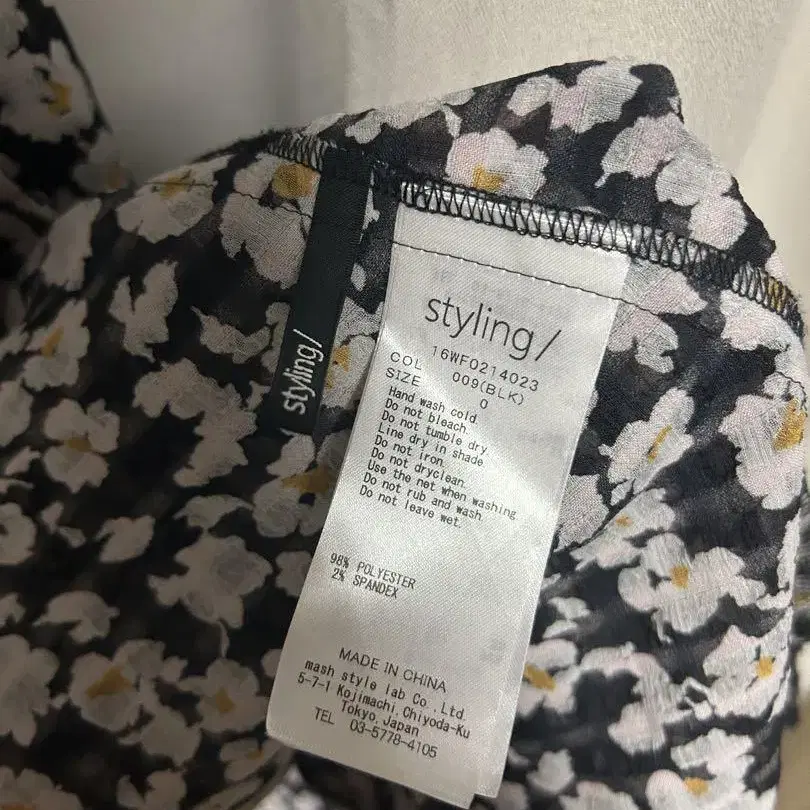 styling/
styling/
16WF0214023
COL 009(BLK)
SIZE 0
Hand wash cold
Do not bleach.
Do not tumble dry.
Line dry in shade
Do not iron.
Do not dryclean.
Use the net when washing.
Do not rub and wash
Do not leave wet.
98% POLYESTER
2% SPANDEX
MADE IN CHINA
mash style lab Co.,Ltd.
5-7-1 Kojimachi,Chiyoda-Ku
Tokyo,Japan
TEL 03-5778-4105